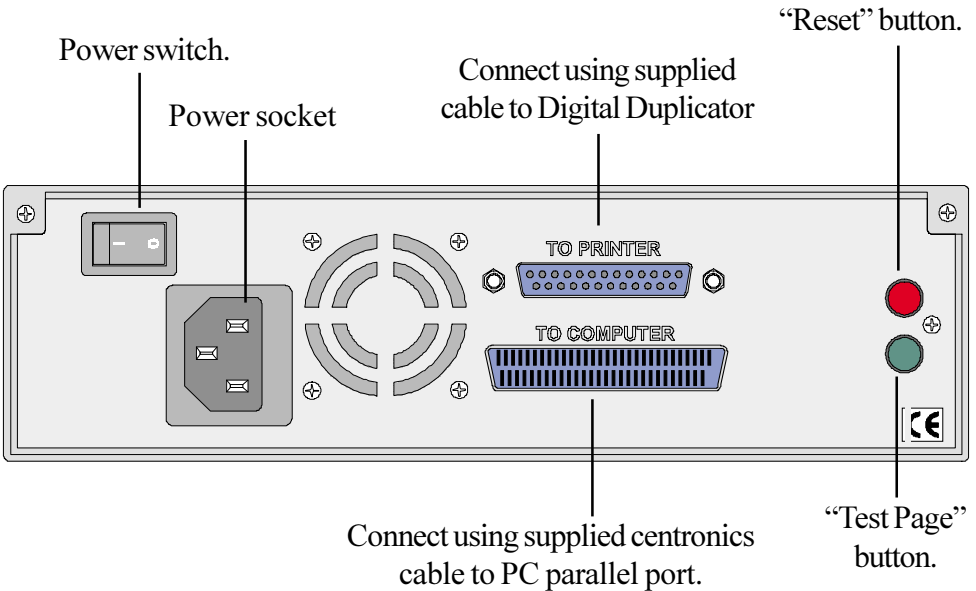 “Reset” button.
Power switch.
Connect using supplied
cable to Digital Duplicator
Power socket
I O
TO PRINTER
TO COMPUTER
CE
“Test Page”
button.
Connect using supplied centronics
cable to PC parallel port.